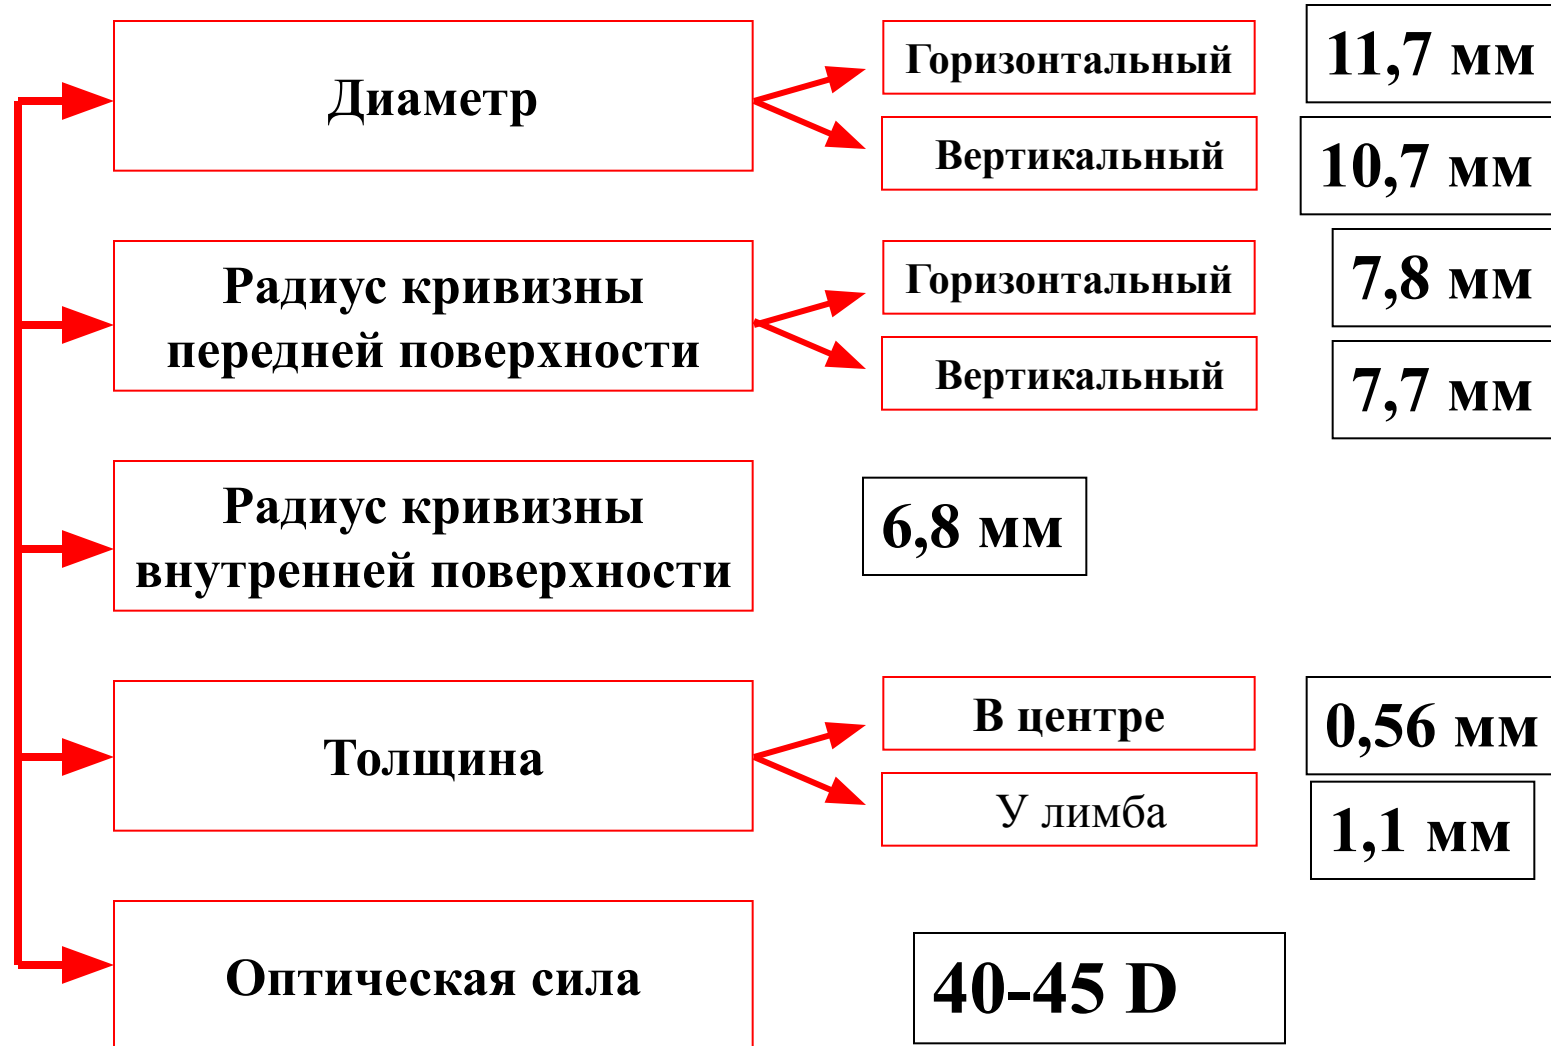 Диаметр
Горизонтальный
11,7 мм
Вертикальный
10,7 мм
Радиус кривизны
передней поверхности
Горизонтальный
7,8 мм
Вертикальный
7,7 мм
Радиус кривизны
внутренней поверхности
6,8 мм
Толщина
В центре
0,56 мм
У лимба
1,1 мм
Оптическая сила
40-45 D